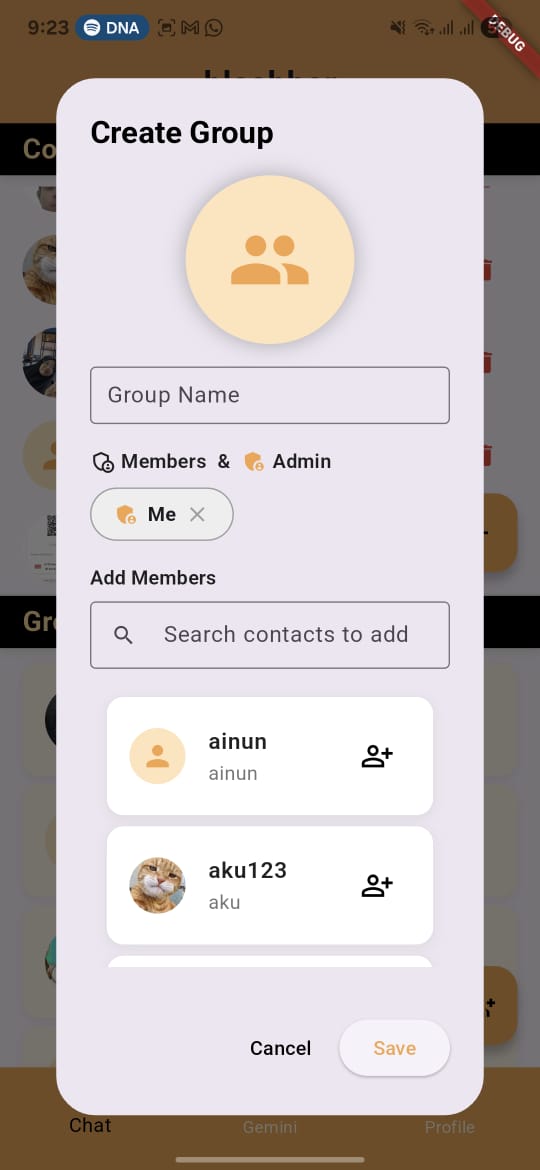 9:23 DNA
DEBUG
Co
Create Group
Group Name
Members & Admin
Me
Add Members
Gr
Search contacts to add
ainun
ainun
aku123
aku
Cancel Save
Chat Gemini Profile